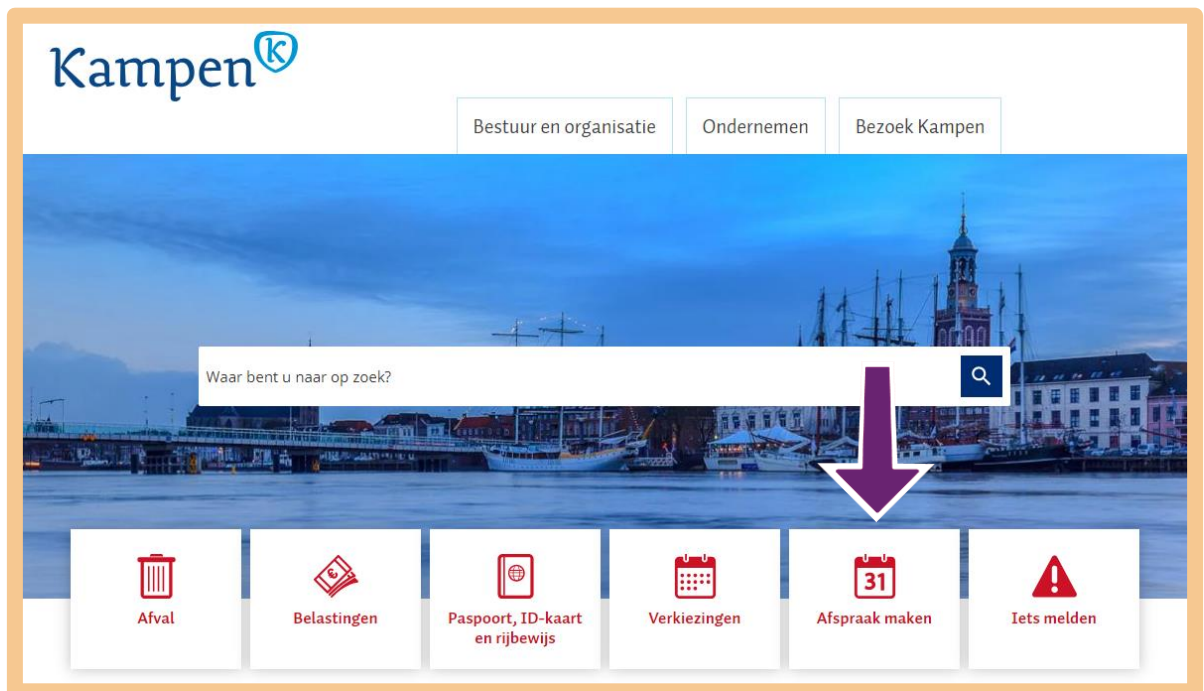 Kampen K
Bestuur en organisatie
Ondernemen
Bezoek Kampen
Waar bent u naar op zoek?
31
Afval
Belastingen
Paspoort, ID-kaart
en rijbewijs
Verkiezingen
Afspraak maken
Iets melden